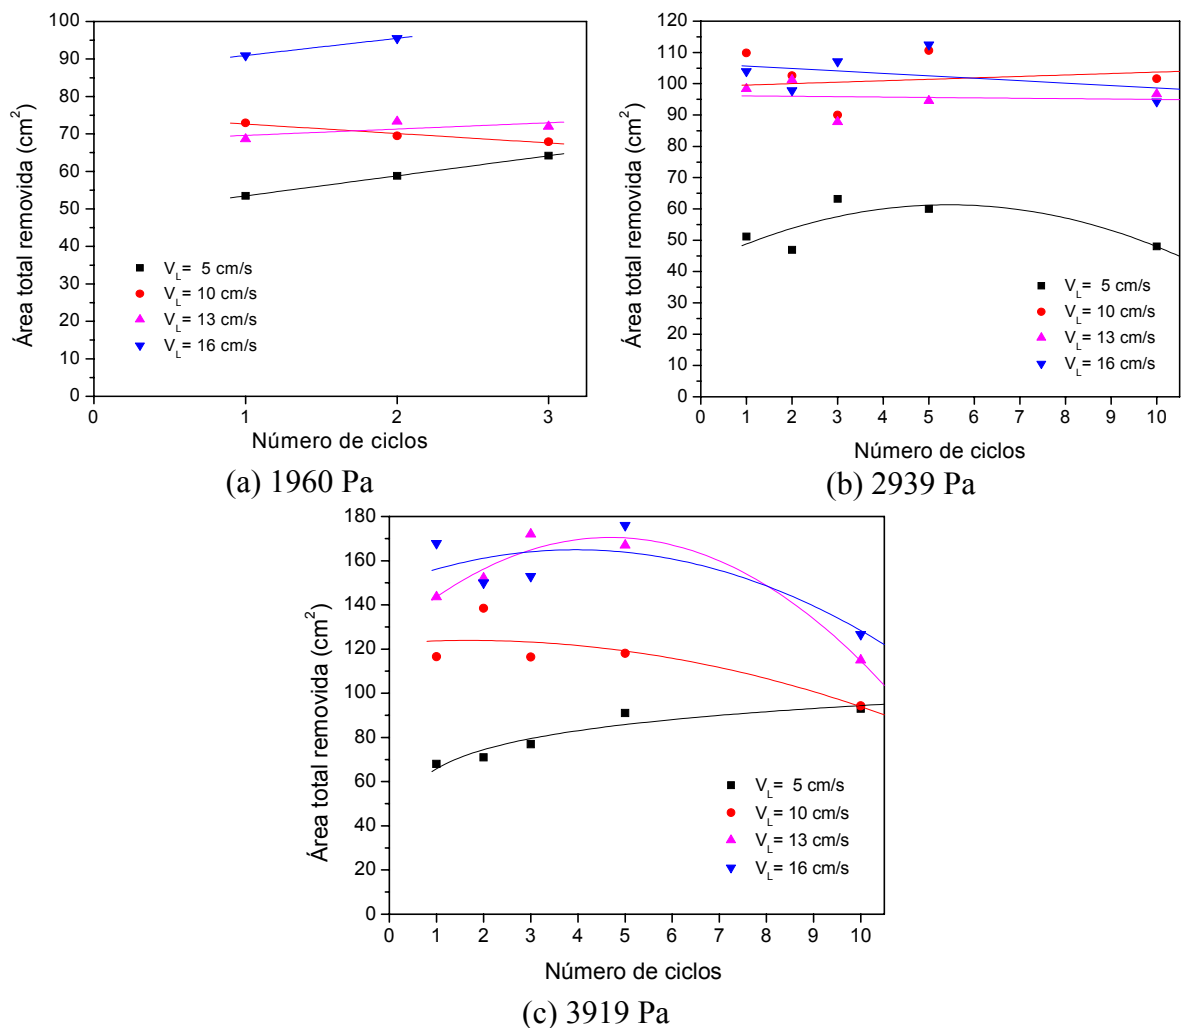 100
90
80
70
60
50
40
30
20
10
0
Área total removida (cm²)
V_L= 5 cm/s
V_L= 10 cm/s
V_L= 13 cm/s
V_L= 16 cm/s
0 1 2 3
Número de ciclos
(a) 1960 Pa
120
110
100
90
80
70
60
50
40
30
20
10
0
Área total removida (cm²)
V_L= 5 cm/s
V_L= 10 cm/s
V_L= 13 cm/s
V_L= 16 cm/s
0 1 2 3 4 5 6 7 8 9 10
Número de ciclos
(b) 2939 Pa
180
160
140
120
100
80
60
40
20
0
Área total removida (cm²)
V_L= 5 cm/s
V_L= 10 cm/s
V_L= 13 cm/s
V_L= 16 cm/s
0 1 2 3 4 5 6 7 8 9 10
Número de ciclos
(c) 3919 Pa